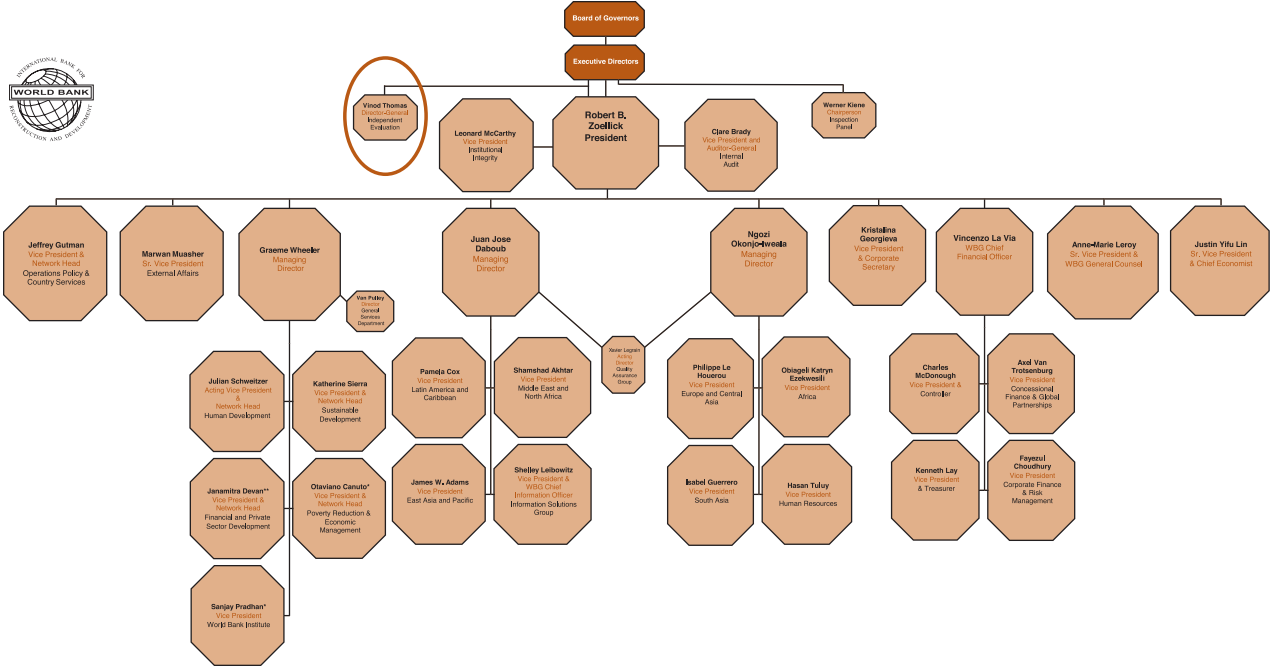 Board of Governors
Executive Directors
INTERNATIONAL BANK FOR
WORLD BANK
RECONSTRUCTION AND DEVELOPMENT
Vinod Thomas
Director-General
Independent
Evaluation
Leonard McCarthy
Vice President
Institutional
Integrity
Robert B.
Zoellick
President
Clare Brady
Vice President and
Auditor-General
Internal
Audit
Werner Kiene
Chairperson
Inspection
Panel
Jeffrey Gutman
Vice President &
Network Head
Operations Policy &
Country Services
Marwan Muasher
Sr. Vice President
External Affairs
Graeme Wheeler
Managing
Director
Van Pulley
Director
General
Services
Department
Juan Jose
Daboub
Managing
Director
Xavier Legrain
Acting
Director
Quality
Assurance
Group
Ngozi
Okonjo-Iweala
Managing
Director
Kristalina
Georgieva
Vice President
& Corporate
Secretary
Vincenzo La Via
WBG Chief
Financial Officer
Anne-Marie Leroy
Sr, Vice President &
WBG General Counsel
Justin Yifu Lin
Sr, Vice President
& Chief Economist
Julian Schweitzer
Acting Vice President
&
Network Head
Human Development
Katherine Sierra
Vice President &
Network Head
Sustainable
Development
Pamela Cox
Vice President
Latin America and
Caribbean
Shamshad Akhtar
Vice President
Middle East and
North Africa
Philippe Le
Houerou
Vice President
Europe and Central
Asia
Obiageli Katryn
Ezekwesili
Vice President
Africa
Charles
McDonough
Vice President &
Controller
Axel Van
Trotsenburg
Vice President
Concessional
Finance & Global
Partnerships
Janamitra Devan**
Vice President &
Network Head
Financial and Private
Sector Development
Otaviano Canuto*
Vice President &
Network Head
Poverty Reduction &
Economic
Management
James W. Adams
Vice President
East Asia and Pacific
Shelley Leibowitz
Vice President &
WBG Chief
Information Officer
Information Solutions
Group
Isabel Guerrero
Vice President
South Asia
Hasan Tuluy
Vice President
Human Resources
Kenneth Lay
Vice President
& Treasurer
Fayezul
Choudhury
Vice President
Corporate Finance
& Risk
Management
Sanjay Pradhan*
Vice President
World Bank Institute